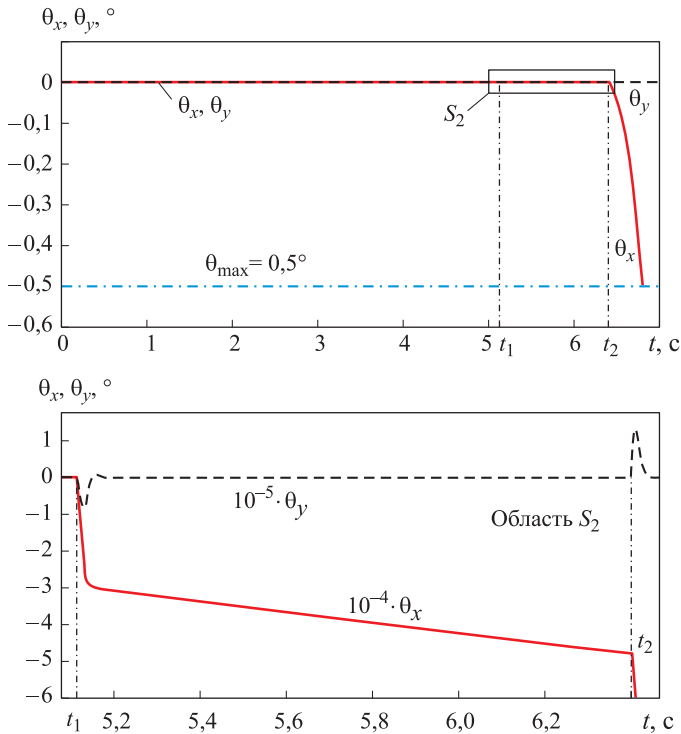 θx, θy, °
0
−0,1
−0,2
−0,3
−0,4
−0,5
−0,6
θx, θy
S2
θy
θx
θmax= 0,5°
0 1 2 3 4 5 t1 6 t2 t, с
θx, θy, °
1
0
−1
−2
−3
−4
−5
−6
10−5·θy
Область S2
10−4·θx
t2
t1 5,2 5,4 5,6 5,8 6,0 6,2 t, с